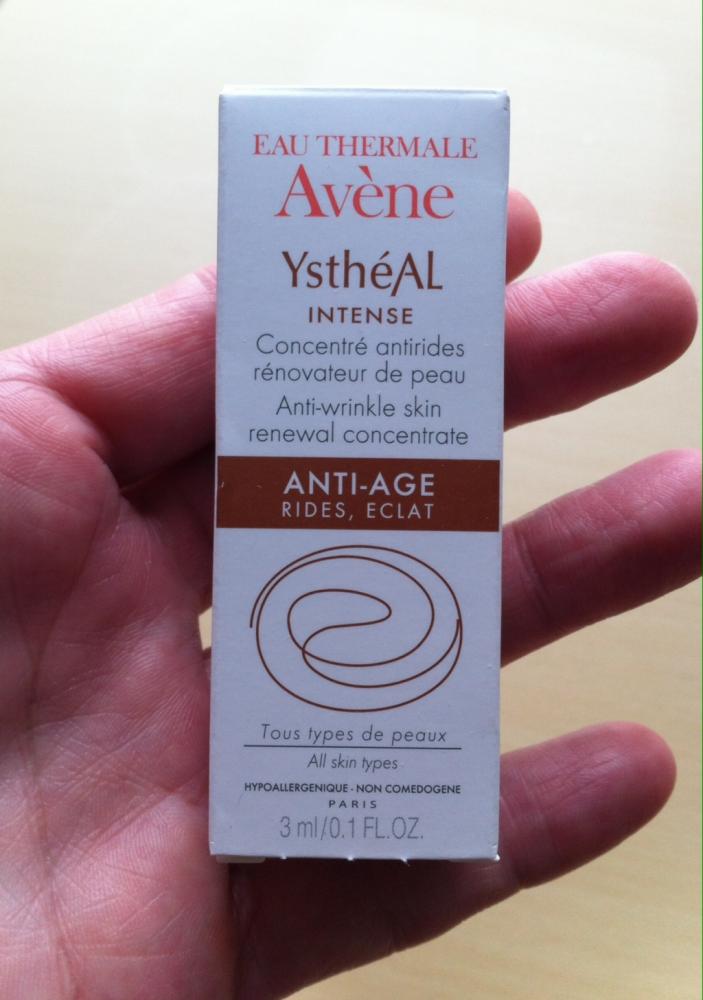 EAU THERMALE
Avène
YsthéAL
INTENSE
Concentré antirides
rénovateur de peau
Anti-wrinkle skin
renewal concentrate
ANTI-AGE
RIDES, ECLAT
Tous types de peaux
All skin types
HYPOALLERGENIQUE - NON COMEDOGENE
PARIS
3 ml/0.1 FL.OZ.